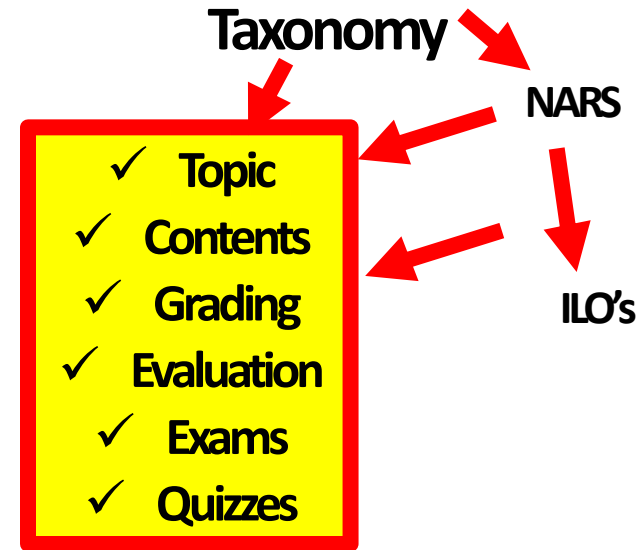 Taxonomy
NARS
✓ Topic
✓ Contents
✓ Grading
✓ Evaluation
✓ Exams
✓ Quizzes
ILO’s